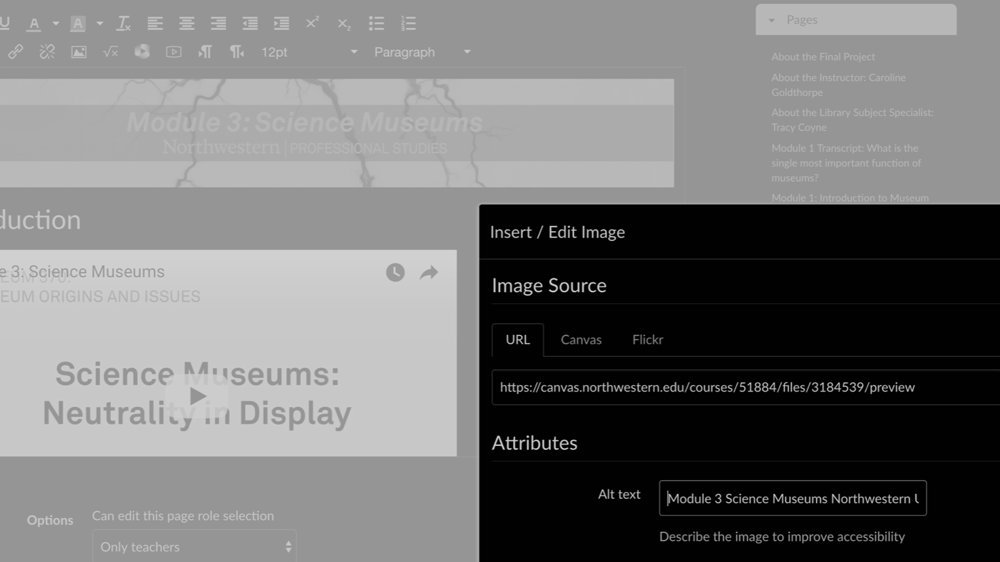 U A A
12pt Paragraph
Module 3: Science Museums
Northwestern | PROFESSIONAL STUDIES
duction
e 3: Science Museums
EUM 370:
EUM ORIGINS AND ISSUES
Science Museums:
Neutrality in Display
Options
Can edit this page role selection
Only teachers
Pages
About the Final Project
About the Instructor: Caroline
Goldthorpe
About the Library Subject Specialist:
Tracy Coyne
Module 1 Transcript: What is the
single most important function of
museums?
Module 1: Introduction to Museum
Insert / Edit Image
Image Source
URL Canvas Flickr
https://canvas.northwestern.edu/courses/51884/files/3184539/preview
Attributes
Alt text
Module 3 Science Museums Northwestern U
Describe the image to improve accessibility